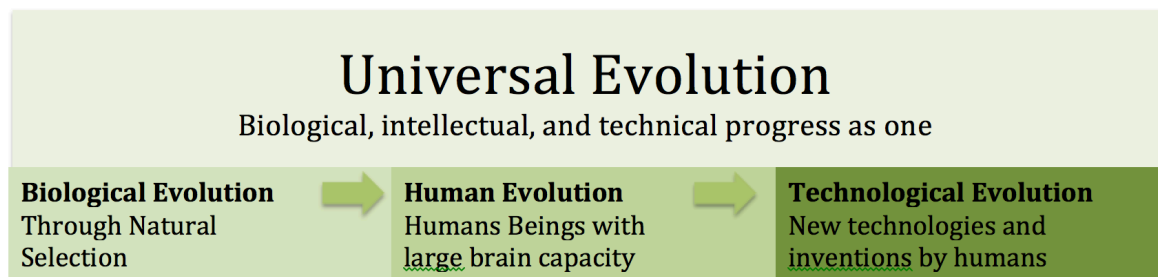 Universal Evolution
Biological, intellectual, and technical progress as one
Biological Evolution
Through Natural
Selection
Human Evolution
Humans Beings with
large brain capacity
Technological Evolution
New technologies and
inventions by humans